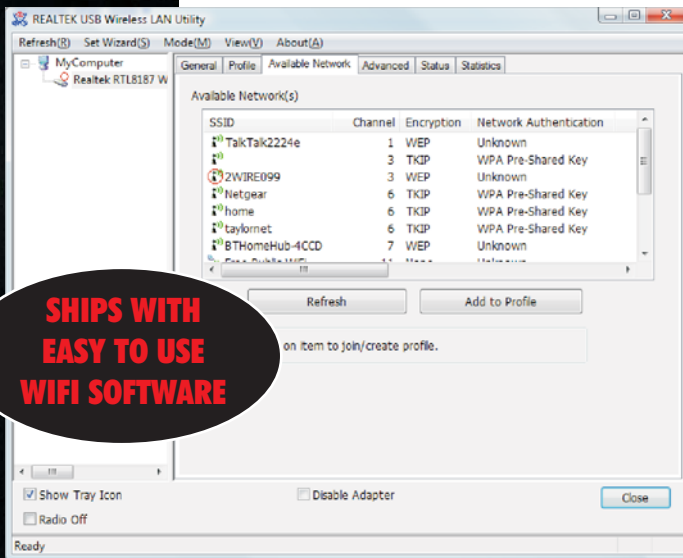 REALTEK USB Wireless LAN Utility
Refresh(R) Set Wizard(S) Mode(M) View(V) About(A)
MyComputer
Realtek RTL8187 W
General Profile Available Network Advanced Status Statistics
Available Network(s)
SSID Channel Encryption Network Authentication
TalkTalk2224e 1 WEP Unknown
3 TKIP WPA Pre-Shared Key
2WIRE099 3 WEP Unknown
Netgear 6 TKIP WPA Pre-Shared Key
home 6 TKIP WPA Pre-Shared Key
taylornet 6 TKIP WPA Pre-Shared Key
BTHomeHub-4CCD 7 WEP Unknown
Refresh Add to Profile
on item to join/create profile.
SHIPS WITH
EASY TO USE
WIFI SOFTWARE
Show Tray Icon Disable Adapter Close
Radio Off
Ready